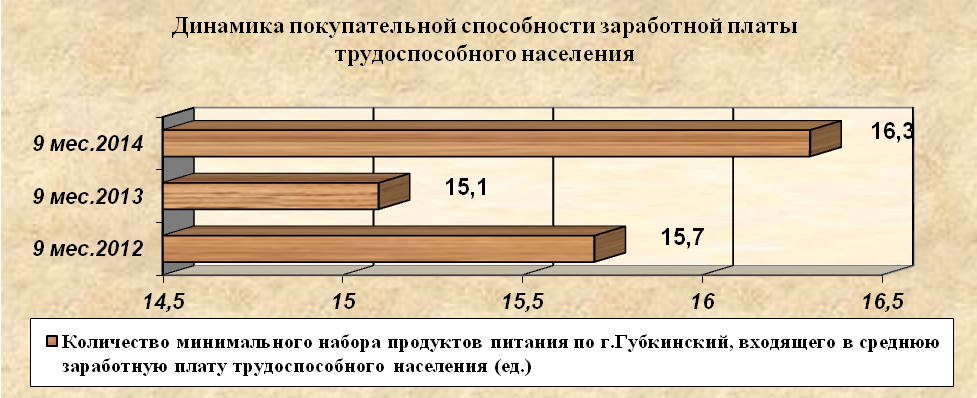 Динамика покупательной способности заработной платы
трудоспособного населения
9 мес.2014
16,3
9 мес.2013
15,1
9 мес.2012
15,7
14,5 15 15,5 16 16,5
Количество минимального набора продуктов питания по г.Губкинский, входящего в среднюю
заработную плату трудоспособного населения (ед.)